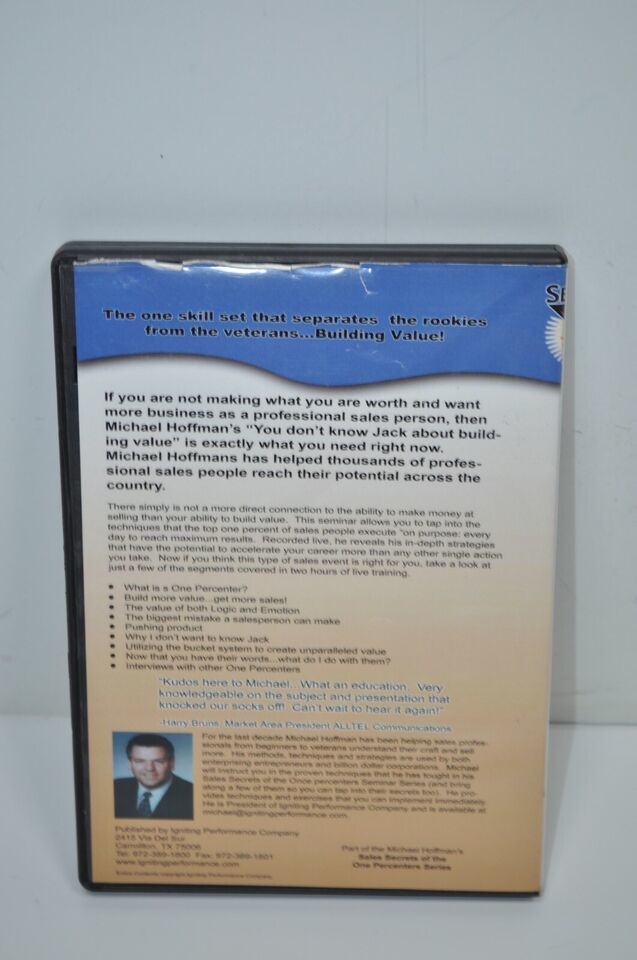 SE
The one skill set that separates the rookies
from the veterans...Building Value!
If you are not making what you are worth and want
more business as a professional sales person, then
Michael Hoffman's "You don't know Jack about build-
ing value" is exactly what you need right now.
Michael Hoffmans has helped thousands of profes-
sional sales people reach their potential across the
country.
There simply is not a more direct connection to the ability to make money at
selling than your ability to build value. This seminar allows you to tap into the
techniques that the top one percent of sales people execute "on purpose: every
day to reach maximum results. Recorded live, he reveals his in-depth strategies
that have the potential to accelerate your career more than any other single action
you take. Now if you think this type of sales event is right for you, take a look at
just a few of the segments covered in two hours of live training.
• What is s One Percenter?
• Build more value...get more sales!
• The value of both Logic and Emotion
• The biggest mistake a salesperson can make
• Pushing product
• Why I don't want to know Jack
• Utilizing the bucket system to create unparalleled value
• Now that you have their words...what do I do with them?
• Interviews with other One Percenters
"Kudos here to Michael...What an education. Very
knowledgeable on the subject and presentation that
knocked our socks off! Can't wait to hear it again!"
-Harry Bruns, Market Area President ALLTEL Communications
For the last decade Michael Hoffman has been helping sales profes-
sionals from beginners to veterans understand their craft and sell
more. His methods, techniques and strategies are used by both
enterprising entrepreneurs and billion dollar corporations. Michael
will instruct you in the proven techniques that he has tought in his
Sales Secrets of the Once percenters Seminar Series (and bring
along a few of them so you can tap into their secrets too). He pro-
vides techniques and exercises that you can implement immediately.
He is President of Igniting Performance Company and is available at
michael@ignitingperformance.com.
Published by Igniting Performance Company
2415 Via Del Sur
Carrollton, TX 75006
Tel: 972-389-1800 Fax: 972-389-1801
www.ignitingperformance.com
Entire Contents copyright Igniting Performance Company.
Part of the Michael Hoffman's
Sales Secrets of the
One Percenters Series